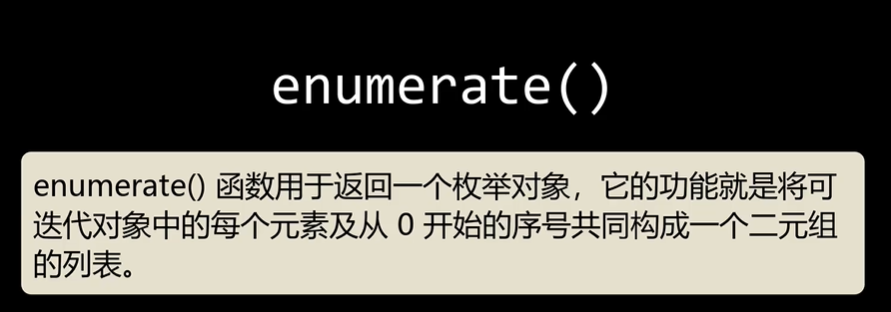 enumerate()
enumerate() 函数用于返回一个枚举对象，它的功能就是将可
迭代对象中的每个元素及从 0 开始的序号共同构成一个二元组
的列表。